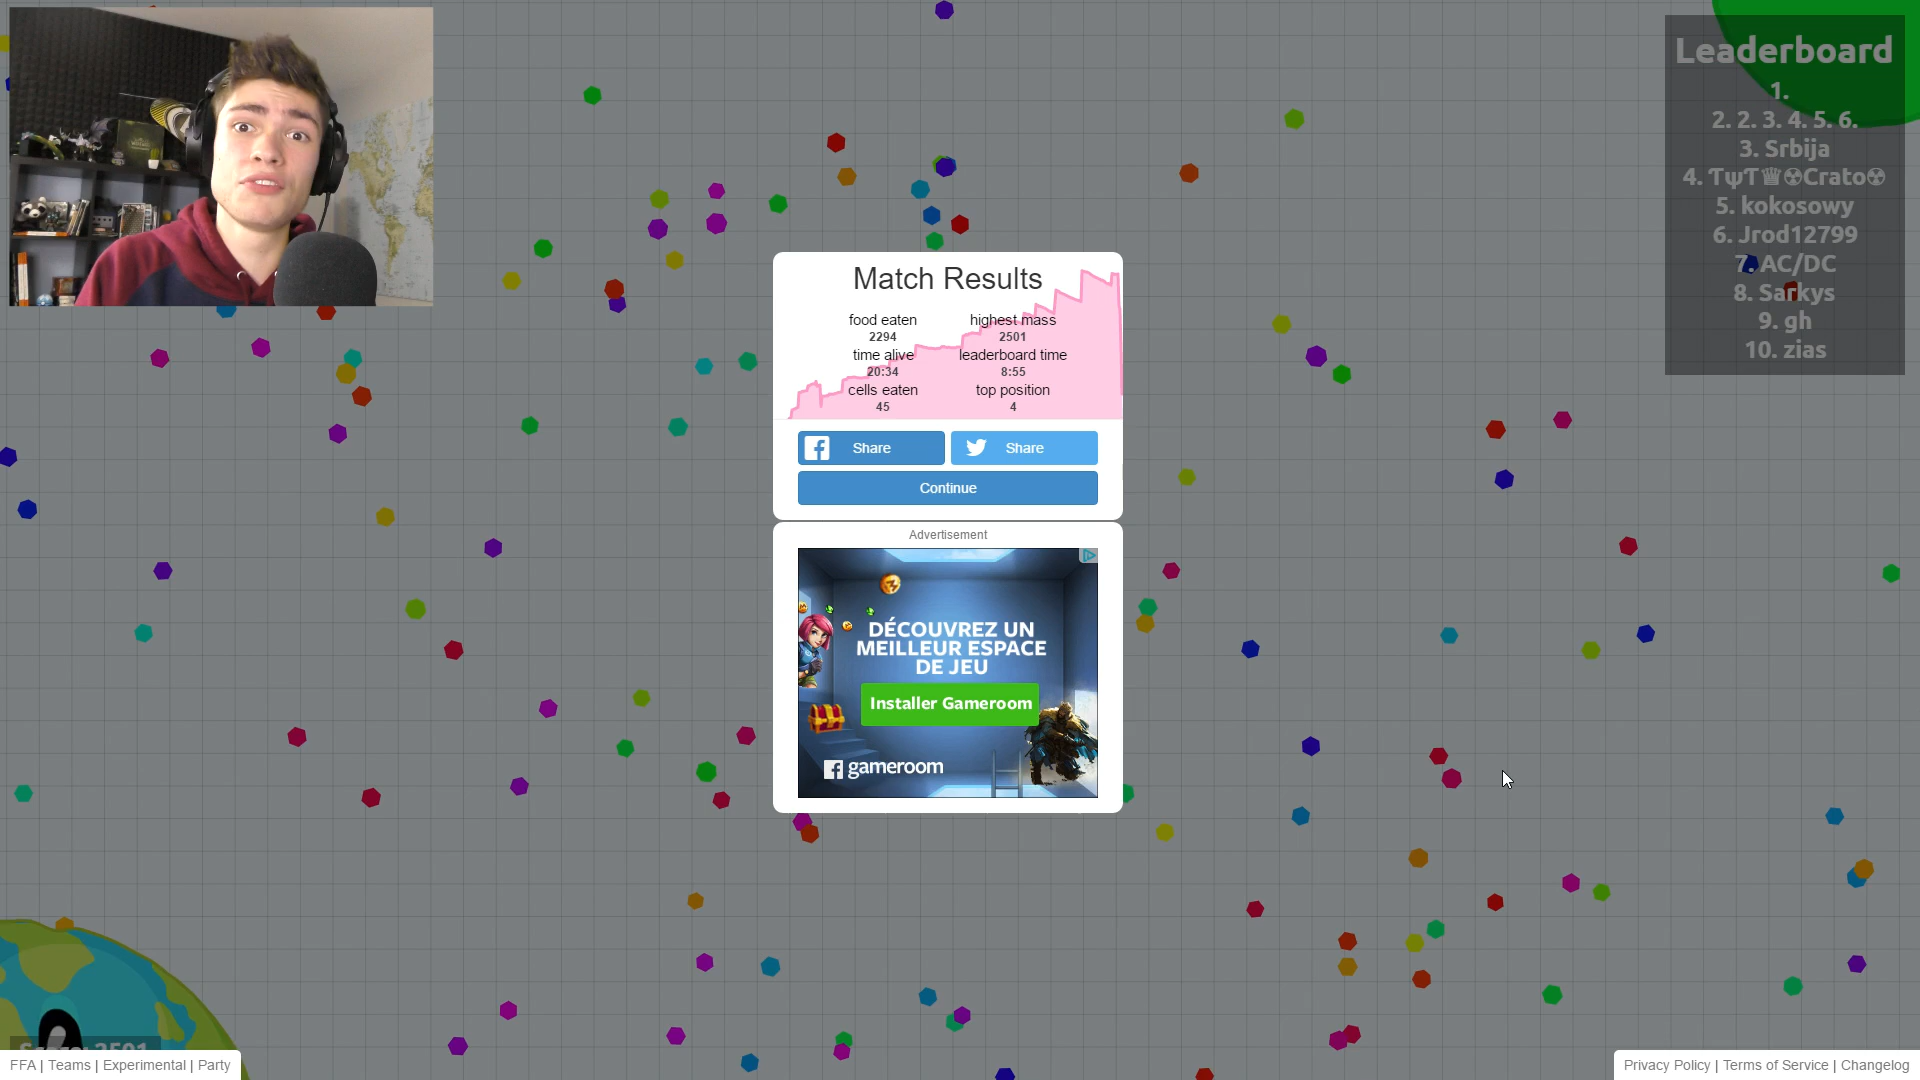 Leaderboard
1.
2. 2. 3. 4. 5. 6.
3. Srbija
4. ƬψƬ♕☢Crato☢
5. kokosowy
6. Jrod12799
7. AC/DC
8. Sarkys
9. gh
10. zias
Match Results
food eaten
2294
highest mass
2501
time alive
20:34
leaderboard time
8:55
cells eaten
45
top position
4
Share
Share
Continue
Advertisement
DÉCOUVREZ UN
MEILLEUR ESPACE
DE JEU
Installer Gameroom
gameroom
Score: 2501
FFA | Teams | Experimental | Party
Privacy Policy | Terms of Service | Changelog